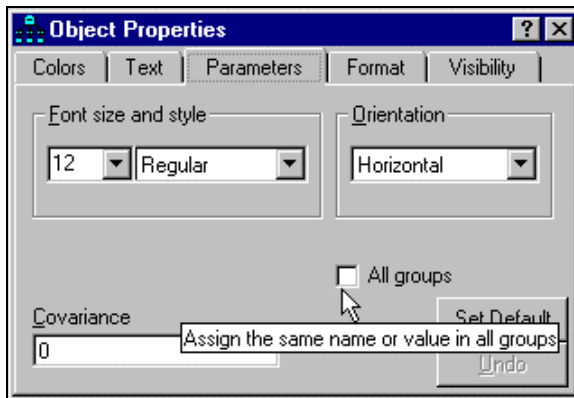 Object Properties
Colors Text Parameters Format Visibility
Font size and style Orientation
12 Regular Horizontal
All groups
Covariance Set Default
0 Assign the same name or value in all groups
Undo